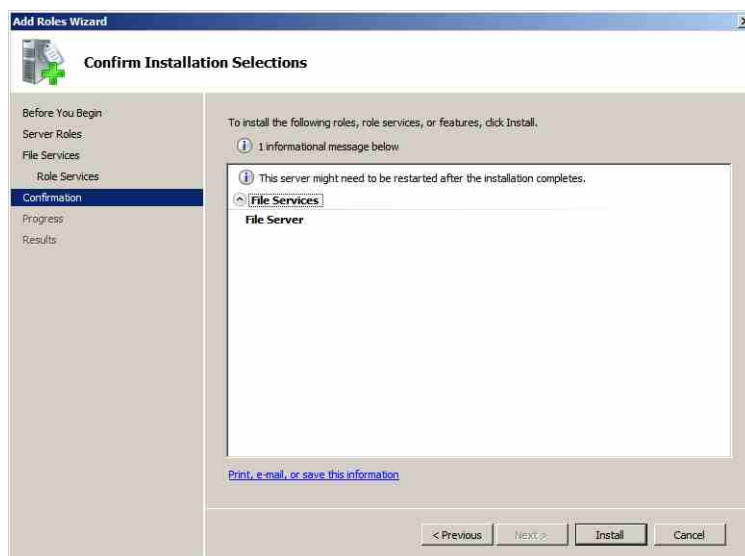 Add Roles Wizard
Confirm Installation Selections
Before You Begin
Server Roles
File Services
Role Services
Confirmation
Progress
Results
To install the following roles, role services, or features, click Install.
1 informational message below
This server might need to be restarted after the installation completes.
File Services
File Server
Print, e-mail, or save this information
< Previous
Next >
Install
Cancel